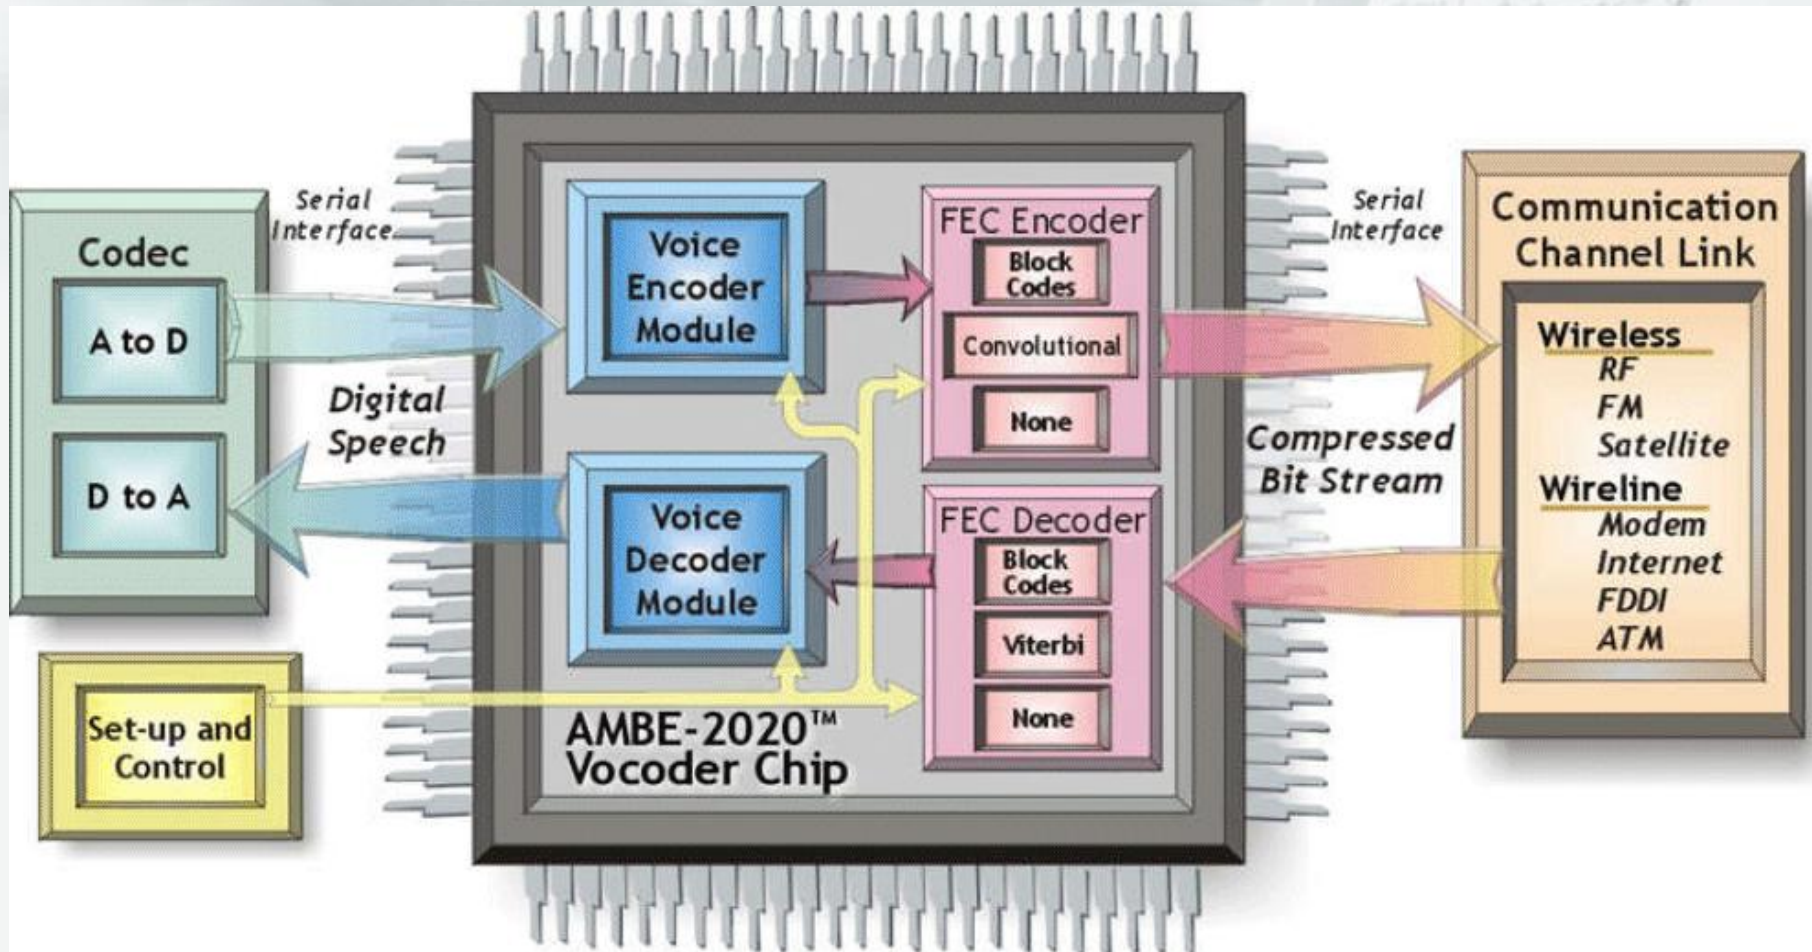 Codec
A to D
D to A
Set-up and
Control
Serial
Interface
Digital
Speech
Voice
Encoder
Module
Voice
Decoder
Module
AMBE-2020™
Vocoder Chip
FEC Encoder
Block
Codes
Convolutional
None
FEC Decoder
Block
Codes
Viterbi
None
Serial
Interface
Compressed
Bit Stream
Communication
Channel Link
Wireless
RF
FM
Satellite
Wireline
Modem
Internet
FDDI
ATM